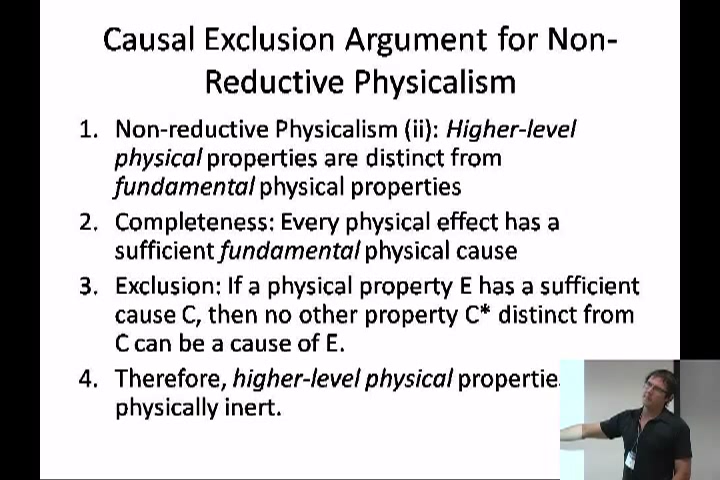 Causal Exclusion Argument for Non-
Reductive Physicalism
1. Non-reductive Physicalism (ii): Higher-level
physical properties are distinct from
fundamental physical properties
2. Completeness: Every physical effect has a
sufficient fundamental physical cause
3. Exclusion: If a physical property E has a sufficient
cause C, then no other property C* distinct from
C can be a cause of E.
4. Therefore, higher-level physical propertie
physically inert.